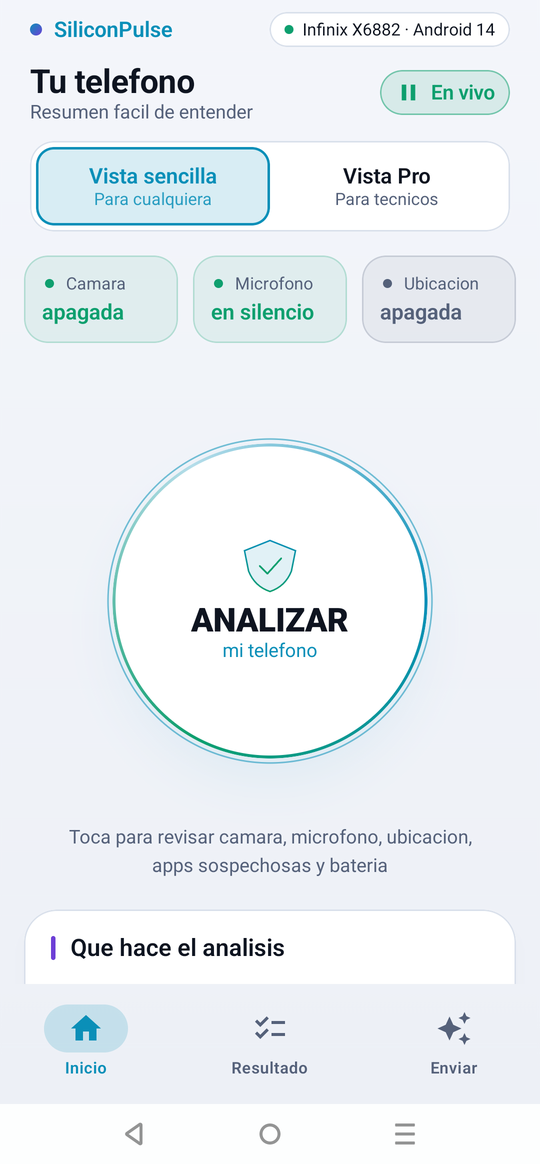 SiliconPulse
Infinix X6882 · Android 14
Tu telefono
Resumen facil de entender
En vivo
Vista sencilla
Para cualquiera
Vista Pro
Para tecnicos
Camara
apagada
Microfono
en silencio
Ubicacion
apagada
ANALIZAR
mi telefono
Toca para revisar camara, microfono, ubicacion,
apps sospechosas y bateria
Que hace el analisis
Inicio
Resultado
Enviar